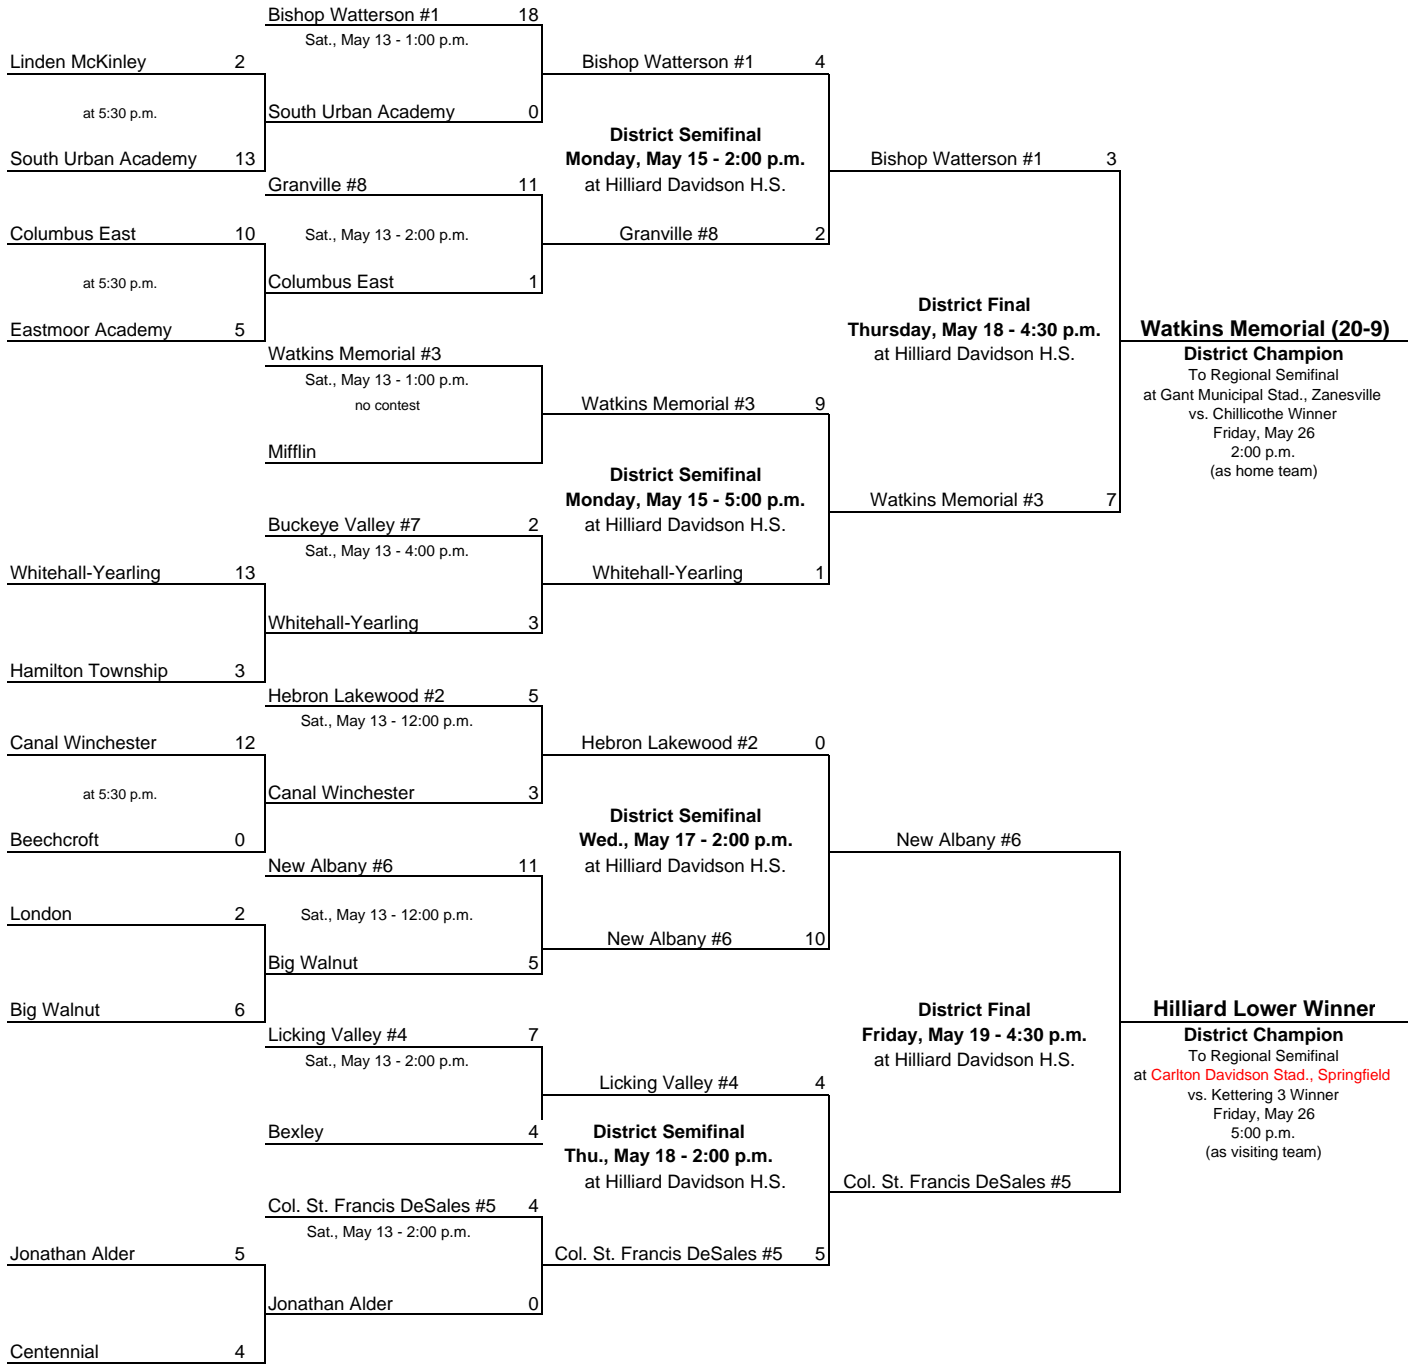 Bishop Watterson #1 18
Sat., May 13 - 1:00 p.m.
Linden McKinley 2
Bishop Watterson #1 4
at 5:30 p.m.
South Urban Academy 0
District Semifinal
South Urban Academy 13
Monday, May 15 - 2:00 p.m.
Bishop Watterson #1 3
Granville #8 11
at Hilliard Davidson H.S.
Columbus East 10
Sat., May 13 - 2:00 p.m.
Granville #8 2
at 5:30 p.m.
Columbus East 1
District Final
Eastmoor Academy 5
Thursday, May 18 - 4:30 p.m.
Watkins Memorial (20-9)
Watkins Memorial #3
at Hilliard Davidson H.S.
District Champion
Sat., May 13 - 1:00 p.m.
To Regional Semifinal
no contest
Watkins Memorial #3 9
at Gant Municipal Stad., Zanesville
vs. Chillicothe Winner
Friday, May 26
Mifflin
2:00 p.m.
District Semifinal
(as home team)
Monday, May 15 - 5:00 p.m.
Watkins Memorial #3 7
Buckeye Valley #7 2
at Hilliard Davidson H.S.
Sat., May 13 - 4:00 p.m.
Whitehall-Yearling 13
Whitehall-Yearling 1
Whitehall-Yearling 3
Hamilton Township 3
Hebron Lakewood #2 5
Sat., May 13 - 12:00 p.m.
Canal Winchester 12
Hebron Lakewood #2 0
at 5:30 p.m.
Canal Winchester 3
District Semifinal
Beechcroft 0
Wed., May 17 - 2:00 p.m.
New Albany #6
New Albany #6 11
at Hilliard Davidson H.S.
London 2
Sat., May 13 - 12:00 p.m.
New Albany #6 10
Big Walnut 5
Big Walnut 6
District Final
Hilliard Lower Winner
Licking Valley #4 7
Friday, May 19 - 4:30 p.m.
District Champion
Sat., May 13 - 2:00 p.m.
at Hilliard Davidson H.S.
To Regional Semifinal
Licking Valley #4 4
at Carlton Davidson Stad., Springfield
vs. Kettering 3 Winner
Friday, May 26
Bexley 4
District Semifinal
5:00 p.m.
Thu., May 18 - 2:00 p.m.
(as visiting team)
at Hilliard Davidson H.S.
Col. St. Francis DeSales #5
Col. St. Francis DeSales #5 4
Sat., May 13 - 2:00 p.m.
Jonathan Alder 5
Col. St. Francis DeSales #5 5
Jonathan Alder 0
Centennial 4